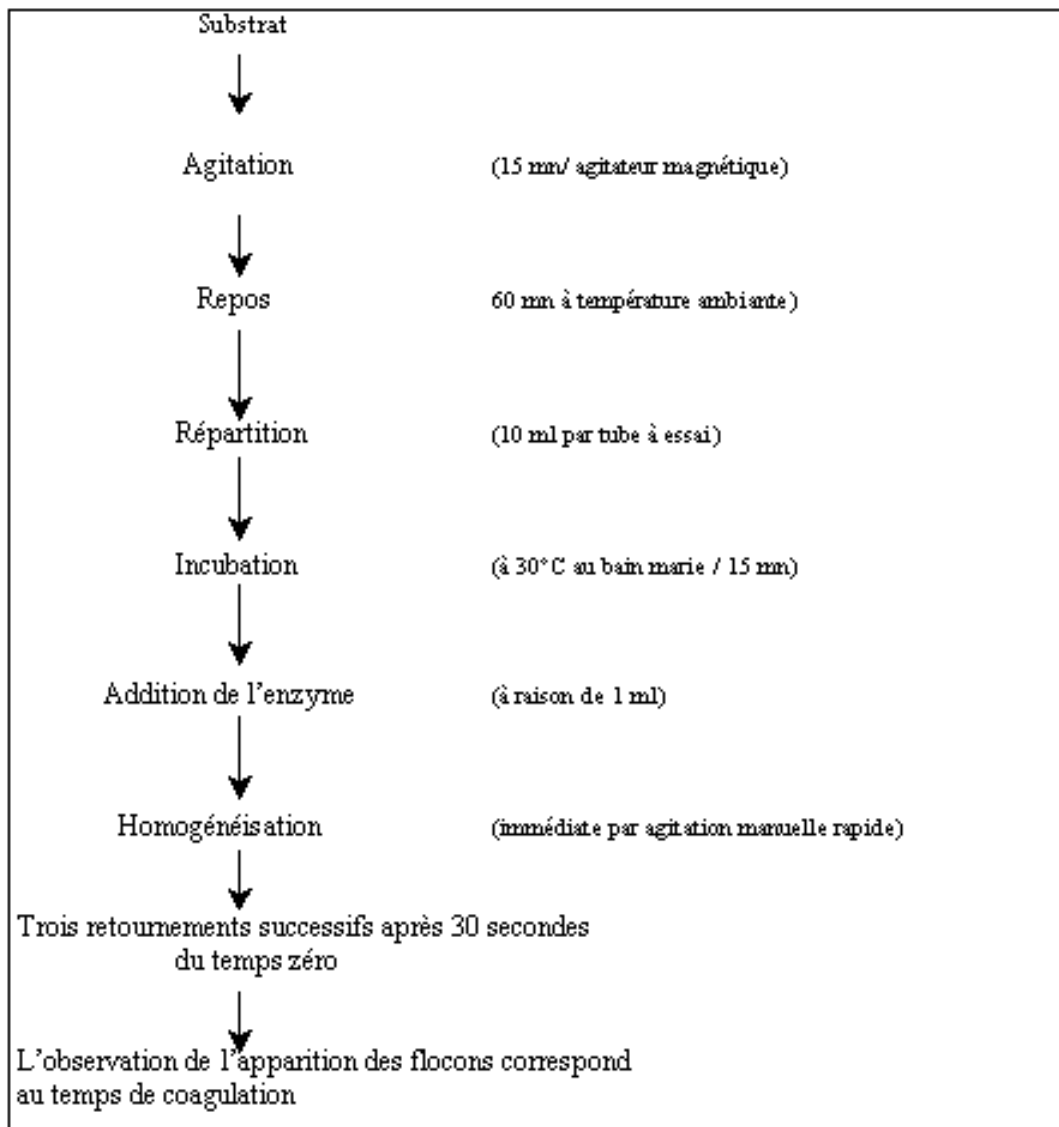 Substrat
Agitation (15 mn/ agitateur magnétique)
Repos 60 mn à température ambiante)
Répartition (10 ml par tube à essai)
Incubation (à 30°C au bain marie / 15 mn)
Addition de l'enzyme (à raison de 1 ml)
Homogénéisation (immédiate par agitation manuelle rapide)
Trois retournements successifs après 30 secondes
du temps zéro
L'observation de l'apparition des flocons correspond
au temps de coagulation